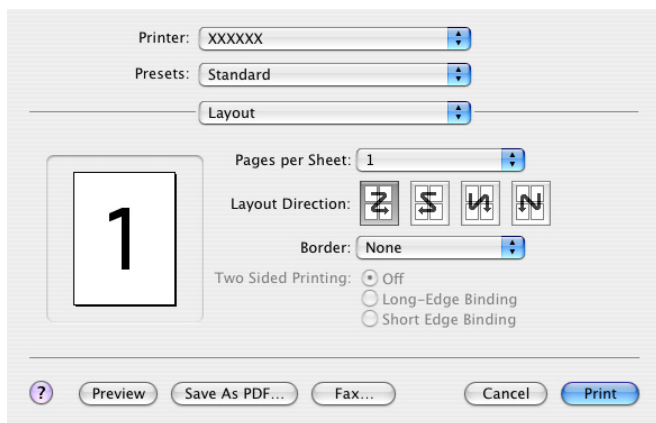 Printer: XXXXXX
Presets: Standard
Layout
Pages per Sheet: 1
1
Layout Direction:
Border: None
Two Sided Printing: Off
Long-Edge Binding
Short Edge Binding
? Preview Save As PDF... Fax... Cancel Print